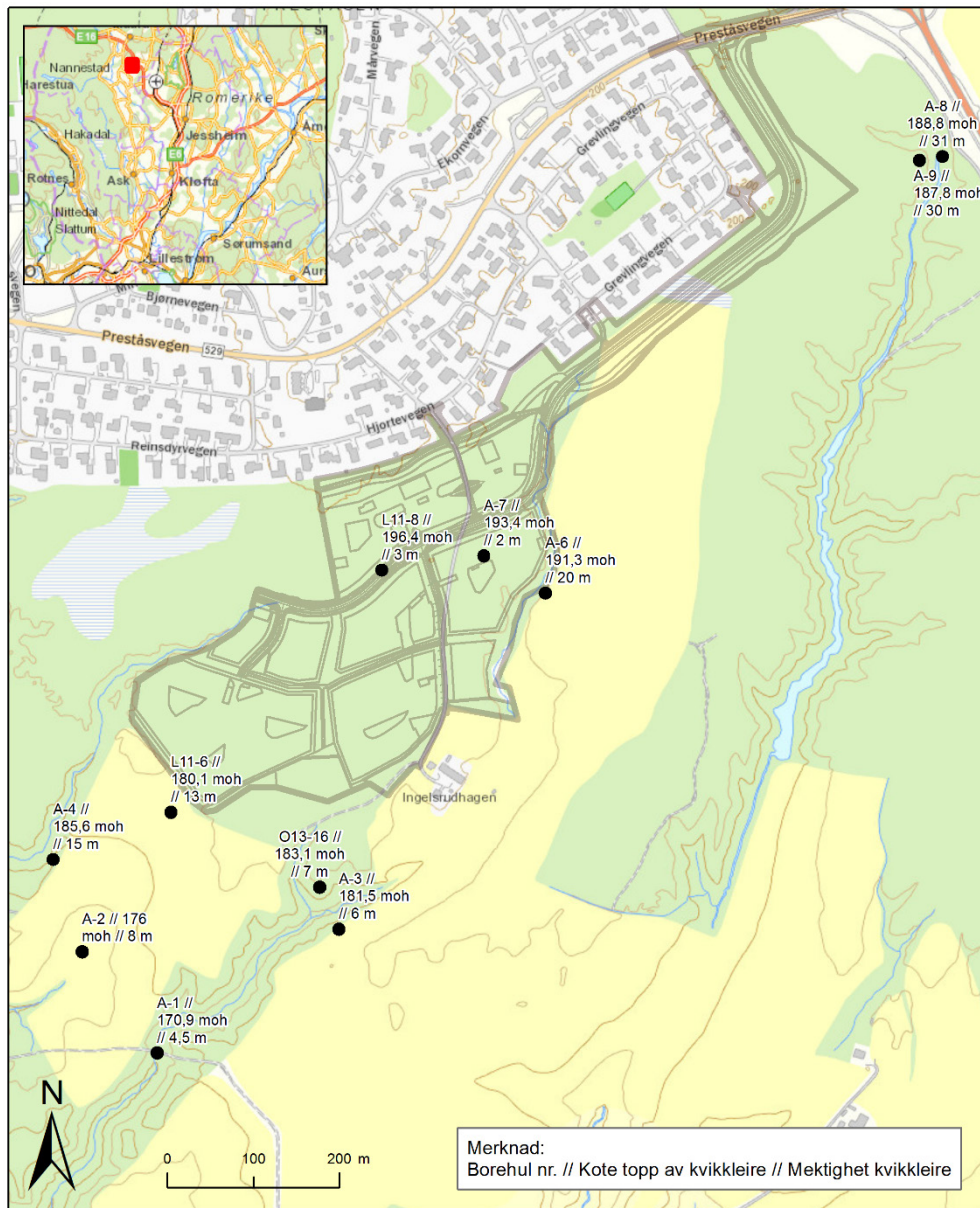 E 16
Nannestad
Harestua
Romerike
Hakadal
Jessheim
E6
Rotnes
Ask
Kløfta
Nittedal
Slattum
Sørumsand
Lillestrøm
Mårvegen
Ekornvegen
Preståsvegen
200
Grevlingvegen
200
200
Grevlingvegen
Bjørnevegen
Preståsvegen
529
Hjortevegen
Reinsdyrvegen
A-8 //
188,8 moh
// 31 m
A-9 //
187,8 moh
// 30 m
L11-8 //
196,4 moh
// 3 m
A-7 //
193,4 moh
// 2 m
A-6 //
191,3 moh
// 20 m
L11-6 //
180,1 moh
// 13 m
Ingelsrudhagen
A-4 //
185,6 moh
// 15 m
O13-16 //
183,1 moh
// 7 m
A-3 //
181,5 moh
// 6 m
A-2 // 176
moh // 8 m
A-1 //
170,9 moh
// 4,5 m
N
0 100 200 m
Merknad:
Borehul nr. // Kote topp av kvikkleire // Mektighet kvikkleire